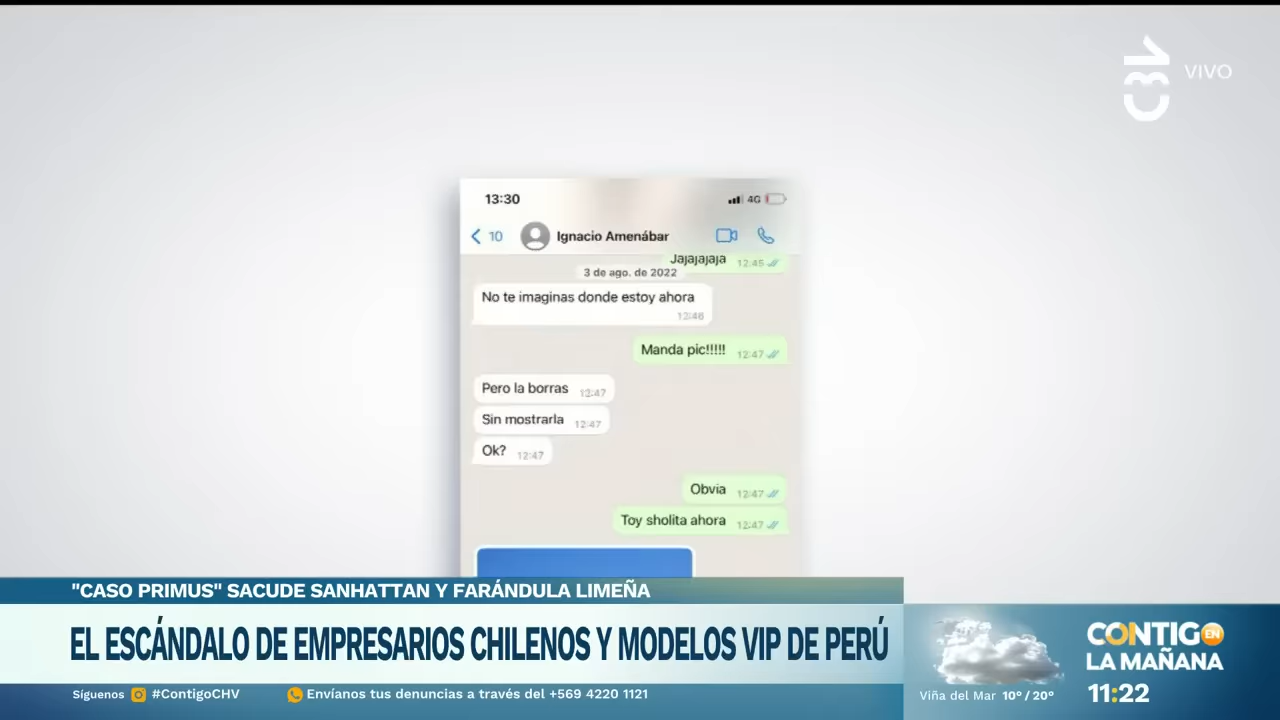 VIVO
13:30
4G
10
Ignacio Amenábar
Jajajajaja 12:45
3 de ago. de 2022
No te imaginas donde estoy ahora
12:46
Manda pic!!!!! 12:47
Pero la borras 12:47
Sin mostrarla 12:47
Ok? 12:47
Obvia 12:47
Toy sholita ahora 12:47
"CASO PRIMUS" SACUDE SANHATTAN Y FARÁNDULA LIMEÑA
EL ESCÁNDALO DE EMPRESARIOS CHILENOS Y MODELOS VIP DE PERÚ
CONTIGO EN
LA MAÑANA
Síguenos #ContigoCHV Envíanos tus denuncias a través del +569 4220 1121
Viña del Mar 10° / 20°
11:22